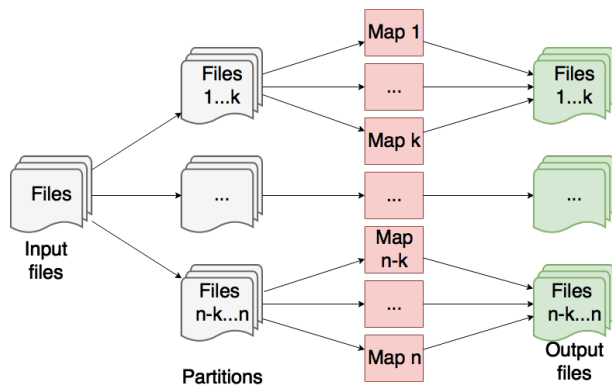 Files
Input
files
Files
1...k
...
Files
n-k...n
Partitions
Map 1
...
Map k
...
Map
n-k
...
Map n
Files
1...k
...
Files
n-k...n
Output
files